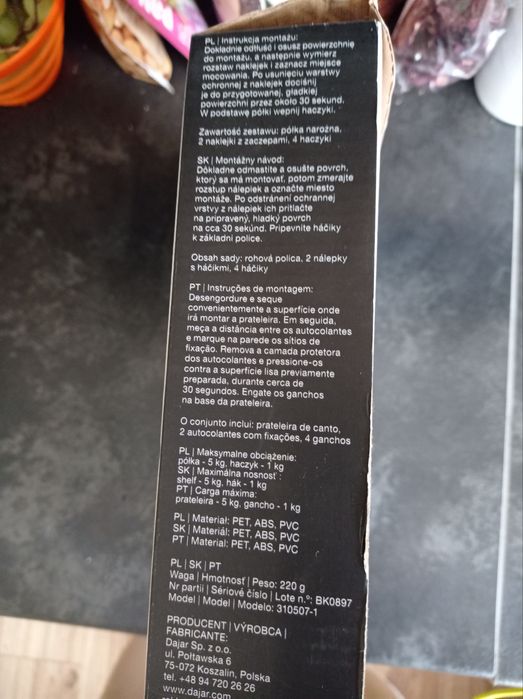 PL | Instrukcja montażu:
Dokładnie odtłuść i osusz powierzchnię
do montażu, a następnie wymierz
rozstaw naklejek i zaznacz miejsce
mocowania. Po usunięciu warstwy
ochronnej z naklejek dociśnij
je do przygotowanej, gładkiej
powierzchni przez około 30 sekund.
W podstawę półki wepnij haczyki.
Zawartość zestawu: półka narożna,
2 naklejki z zaczepami, 4 haczyki
SK | Montážny návod:
Dôkladne odmastite a osušte povrch,
ktorý sa má montovať, potom zmerajte
rozstup nálepiek a označte miesto
montáže. Po odstránení ochrannej
vrstvy z nálepiek ich pritlačte
na pripravený, hladký povrch
na cca 30 sekúnd. Pripevnite háčiky
k základni police.
Obsah sady: rohová polica, 2 nálepky
s háčikmi, 4 háčiky
PT | Instruções de montagem:
Desengordure e seque
convenientemente a superfície onde
irá montar a prateleira. Em seguida,
meça a distância entre os autocolantes
e marque na parede os sítios de
fixação. Remova a camada protetora
dos autocolantes e pressione-os
contra a superfície lisa previamente
preparada, durante cerca de
30 segundos. Engate os ganchos
na base da prateleira.
O conjunto inclui: prateleira de canto,
2 autocolantes com fixações, 4 ganchos
PL | Maksymalne obciążenie:
półka - 5 kg, haczyk - 1 kg
SK | Maximálna nosnosť :
shelf - 5 kg, hák - 1 kg
PT | Carga máxima:
prateleira - 5 kg, gancho - 1 kg
PL | Materiał: PET, ABS, PVC
SK | Materiál: PET, ABS, PVC
PT | Material: PET, ABS, PVC
PL | SK | PT
Waga | Hmotnosť | Peso: 220 g
Nr partii | Sériové číslo | Lote n.º: BK0897
Model | Model | Modelo: 310507-1
PRODUCENT | VÝROBCA |
FABRICANTE:
Dajar Sp. z o.o.
ul. Połtawska 6
75-072 Koszalin, Polska
tel. +48 94 720 26 26
www.dajar.com